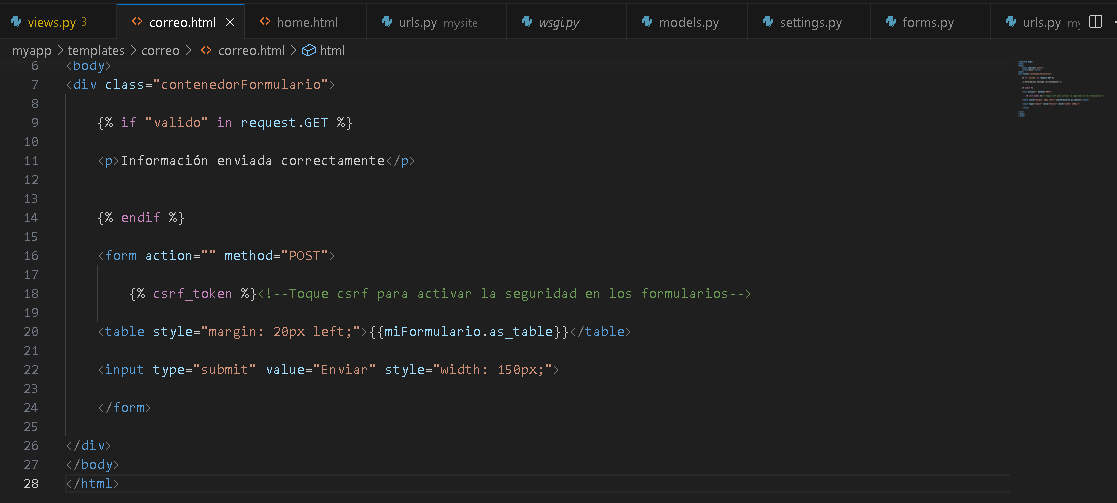 views.py 3 correo.html home.html urls.py mysite wsgi.py models.py settings.py forms.py urls.py my
myapp > templates > correo > correo.html > html
6 <body>
7 <div class="contenedorFormulario">
8
9 {% if "valido" in request.GET %}
10
11 <p>Información enviada correctamente</p>
12
13
14 {% endif %}
15
16 <form action="" method="POST">
17
18 {% csrf_token %}<!--Toque csrf para activar la seguridad en los formularios-->
19
20 <table style="margin: 20px left;">{{miFormulario.as_table}}</table>
21
22 <input type="submit" value="Enviar" style="width: 150px;">
23
24 </form>
25
26 </div>
27 </body>
28 </html>